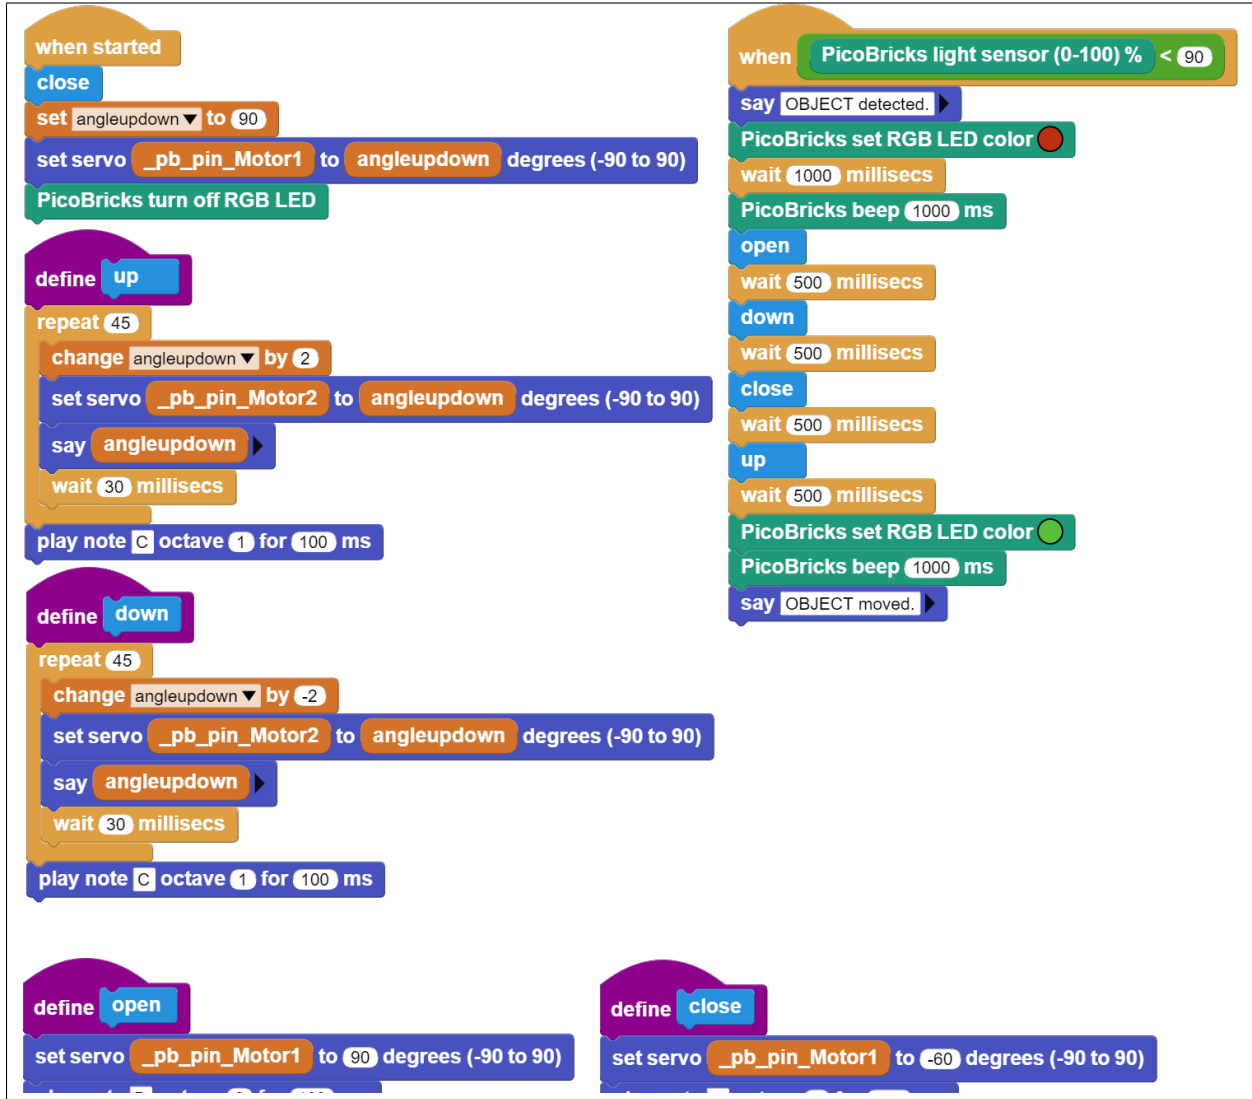 when started
close
set angleupdown to 90
set servo _pb_pin_Motor1 to angleupdown degrees (-90 to 90)
PicoBricks turn off RGB LED
define up
repeat 45
change angleupdown by 2
set servo _pb_pin_Motor2 to angleupdown degrees (-90 to 90)
say angleupdown
wait 30 millisecs
play note C octave 1 for 100 ms
define down
repeat 45
change angleupdown by -2
set servo _pb_pin_Motor2 to angleupdown degrees (-90 to 90)
say angleupdown
wait 30 millisecs
play note C octave 1 for 100 ms
when PicoBricks light sensor (0-100) % < 90
say OBJECT detected.
PicoBricks set RGB LED color
wait 1000 millisecs
PicoBricks beep 1000 ms
open
wait 500 millisecs
down
wait 500 millisecs
close
wait 500 millisecs
up
wait 500 millisecs
PicoBricks set RGB LED color
PicoBricks beep 1000 ms
say OBJECT moved.
define open
set servo _pb_pin_Motor1 to 90 degrees (-90 to 90)
define close
set servo _pb_pin_Motor1 to -60 degrees (-90 to 90)